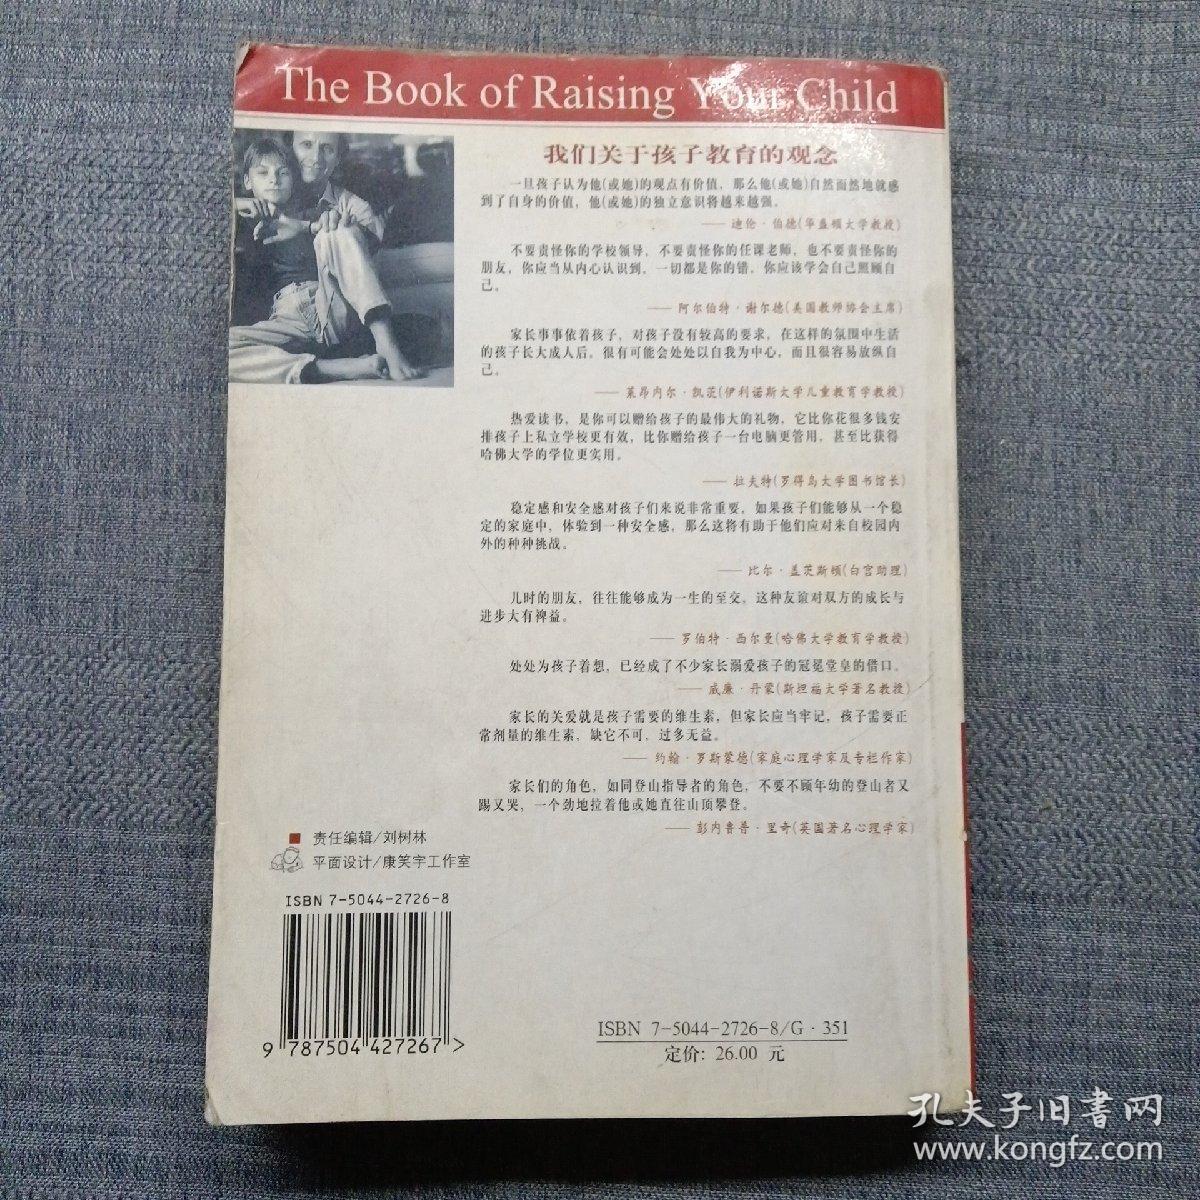 The Book of Raising Your Child
我们关于孩子教育的观念
一旦孩子认为他(或她)的观点有价值，那么他(或她)自然而然地就感
到了自身的价值，他(或她)的独立意识将越来越强。
—— 迪伦·伯德(华盛顿大学教授)
不要责怪你的学校领导，不要责怪你的任课老师，也不要责怪你的
朋友，你应当从内心认识到，一切都是你的错，你应该学会自己照顾自
己。
—— 阿尔伯特·谢尔德(美国教师协会主席)
家长事事依着孩子，对孩子没有较高的要求，在这样的氛围中生活
的孩子长大成人后，很有可能会处处以自我为中心，而且很容易放纵自
己。
—— 莱昂内尔·凯茨(伊利诺斯大学儿童教育学教授)
热爱读书，是你可以赠给孩子的最伟大的礼物，它比你花很多钱安
排孩子上私立学校更有效，比你赠给孩子一台电脑更管用，甚至比获得
哈佛大学的学位更实用。
—— 拉夫特(罗得岛大学图书馆长)
稳定感和安全感对孩子们来说非常重要，如果孩子们能够从一个稳
定的家庭中，体验到一种安全感，那么这将有助于他们应对来自校园内
外的种种挑战。
—— 比尔·盖茨斯顿(白宫助理)
儿时的朋友，往往能够成为一生的至交，这种友谊对双方的成长与
进步大有裨益。
—— 罗伯特·西尔曼(哈佛大学教育学教授)
处处为孩子着想，已经成了不少家长溺爱孩子的冠冕堂皇的借口。
—— 威廉·丹蒙(斯坦福大学著名教授)
家长的关爱就是孩子需要的维生素，但家长应当牢记，孩子需要正
常剂量的维生素，缺它不可，过多无益。
—— 约翰·罗斯蒙德(家庭心理学家及专栏作家)
家长们的角色，如同登山指导者的角色，不要不顾年幼的登山者又
踢又哭，一个劲地拉着他或她直往山顶攀登。
—— 彭内鲁普·里奇(英国著名心理学家)
■ 责任编辑/刘树林
平面设计/康笑宇工作室
ISBN 7-5044-2726-8
9 787504 427267 >
ISBN 7-5044-2726-8/G·351
定价: 26.00 元
孔夫子旧書网
www.kongfz.com